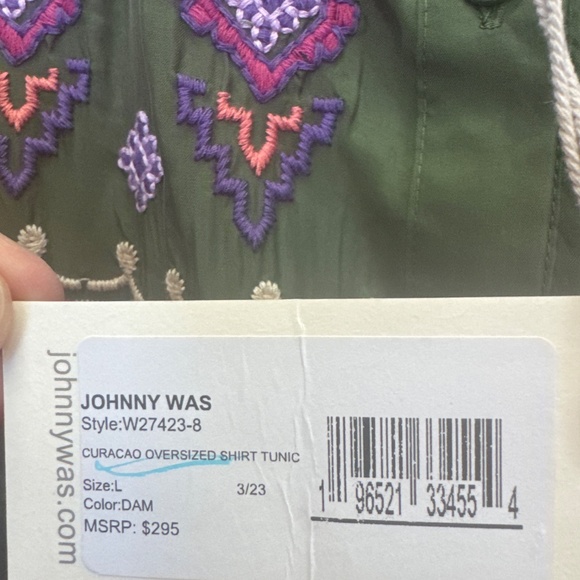 johnnywas.com
JOHNNY WAS
Style:W27423-8
CURACAO OVERSIZED SHIRT TUNIC
Size:L 3/23
Color:DAM
MSRP: $295
1 96521 33455 4